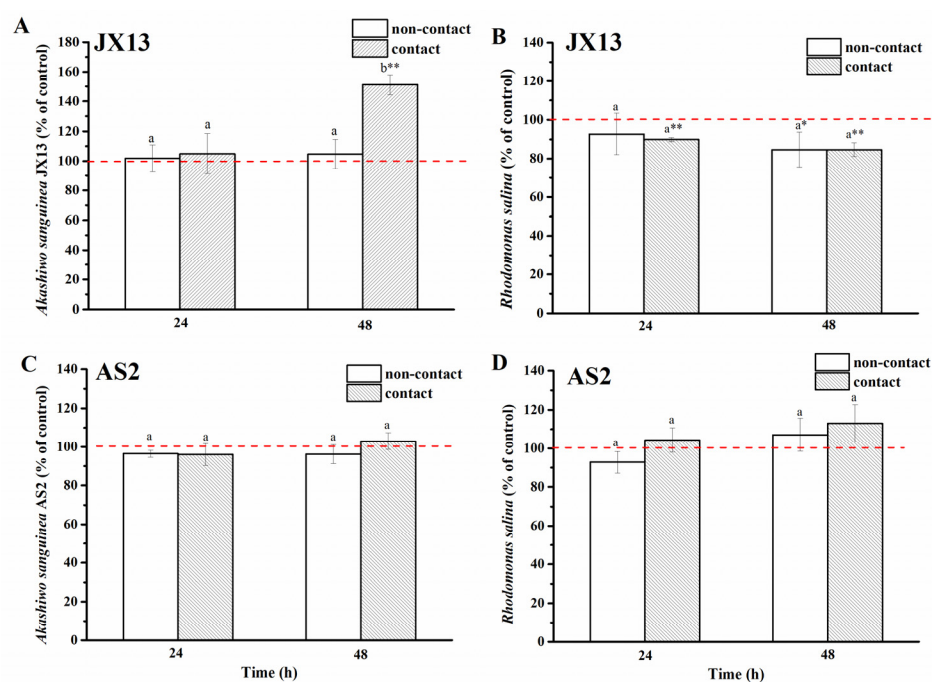 A
JX13
non-contact
contact
Akashiwo sanguinea JX13 (% of control)
180
160
140
120
100
80
60
40
20
0
a
a
a
b**
24
48
B
JX13
non-contact
contact
Rhodomonas salina (% of control)
140
120
100
80
60
40
20
0
a
a**
a*
a**
24
48
C
AS2
non-contact
contact
Akashiwo sanguinea AS2 (% of control)
140
120
100
80
60
40
20
0
a
a
a
a
24
48
Time (h)
D
AS2
non-contact
contact
Rhodomonas salina (% of control)
140
120
100
80
60
40
20
0
a
a
a
a
24
48
Time (h)